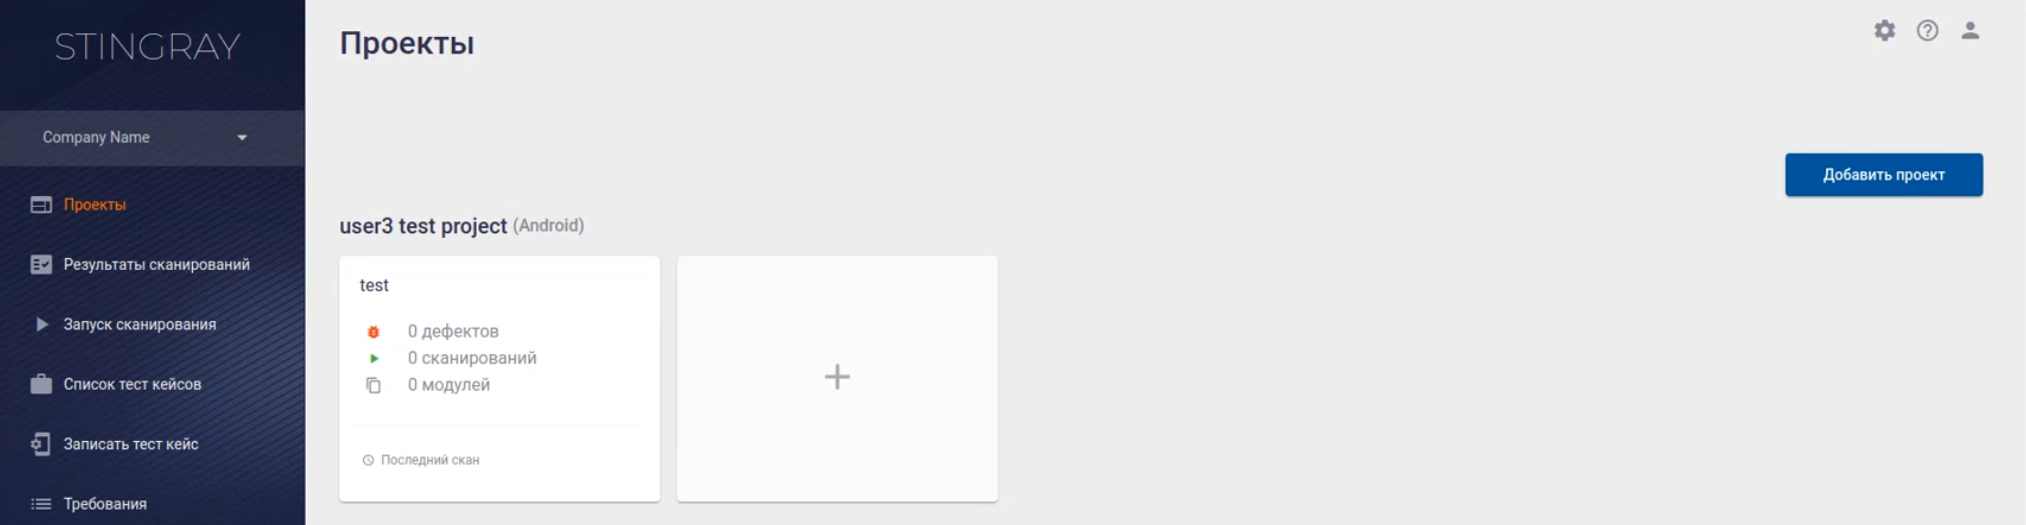 STINGRAY
Company Name
Проекты
Результаты сканирований
Запуск сканирования
Список тест кейсов
Записать тест кейс
Требования
Проекты
Добавить проект
user3 test project (Android)
test
0 дефектов
0 сканирований
0 модулей
Последний скан